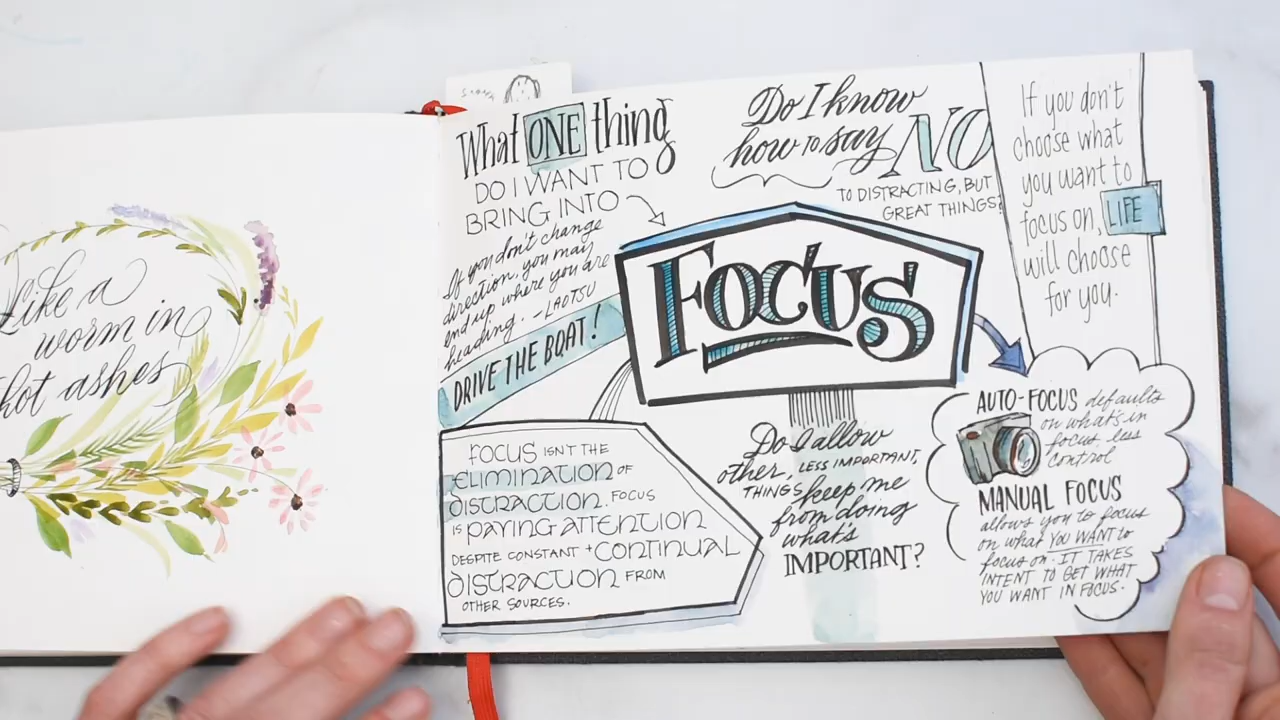 Like a
worm in
hot ashes
What ONE thing
DO I WANT TO
BRING INTO
If you don't change
direction, you may
end up where you are
heading. -LAOTSU
DRIVE THE BOAT!
Do I know
how to say NO
TO DISTRACTING, BUT
GREAT THINGS?
If you don't
choose what
you want to
focus on, LIFE
will choose
for you.
FOCUS
FOCUS ISN'T THE
ELIMINATION OF
DISTRACTION. FOCUS
IS PAYING ATTENTION
DESPITE CONSTANT + CONTINUAL
DISTRACTION FROM
OTHER SOURCES.
Do I allow
other, LESS IMPORTANT,
THINGS keep me
from doing
what's
IMPORTANT?
AUTO-FOCUS defaults
on what's in
focus, less
control
MANUAL FOCUS
allows you to focus
on what YOU WANT to
focus on. IT TAKES
INTENT TO GET WHAT
YOU WANT IN FOCUS.